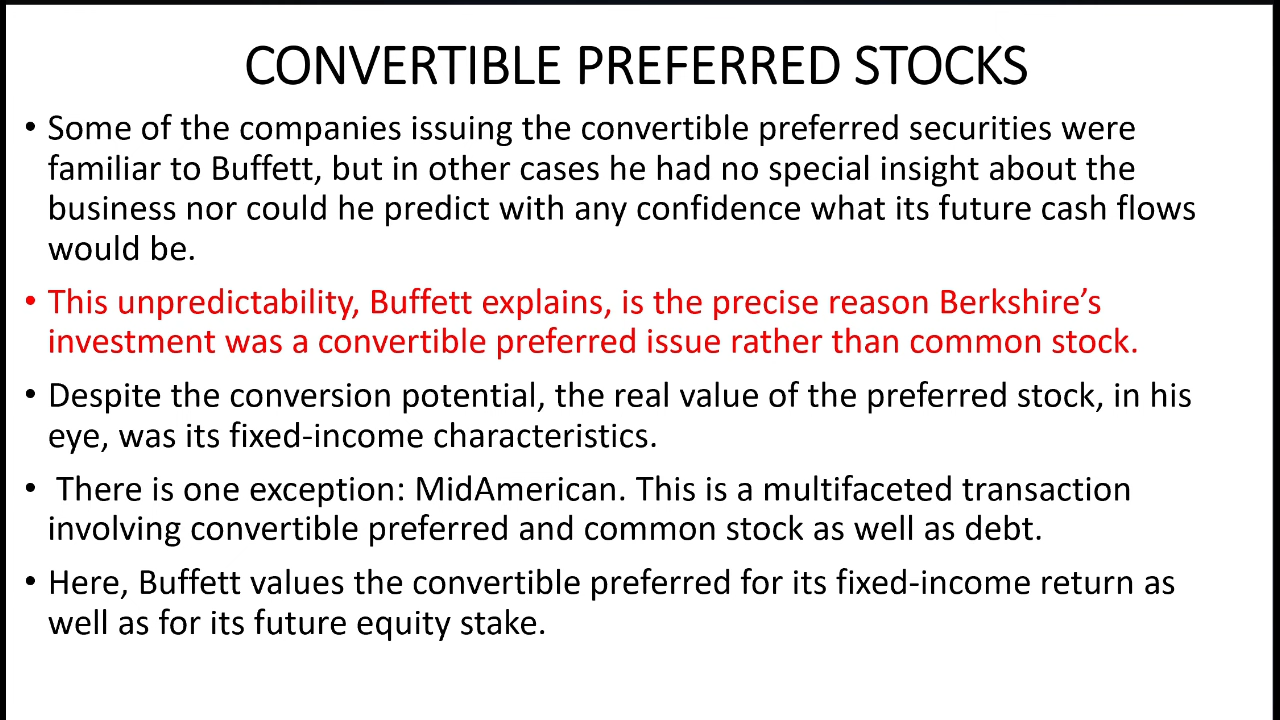 CONVERTIBLE PREFERRED STOCKS
• Some of the companies issuing the convertible preferred securities were
familiar to Buffett, but in other cases he had no special insight about the
business nor could he predict with any confidence what its future cash flows
would be.
• This unpredictability, Buffett explains, is the precise reason Berkshire’s
investment was a convertible preferred issue rather than common stock.
• Despite the conversion potential, the real value of the preferred stock, in his
eye, was its fixed-income characteristics.
• There is one exception: MidAmerican. This is a multifaceted transaction
involving convertible preferred and common stock as well as debt.
• Here, Buffett values the convertible preferred for its fixed-income return as
well as for its future equity stake.